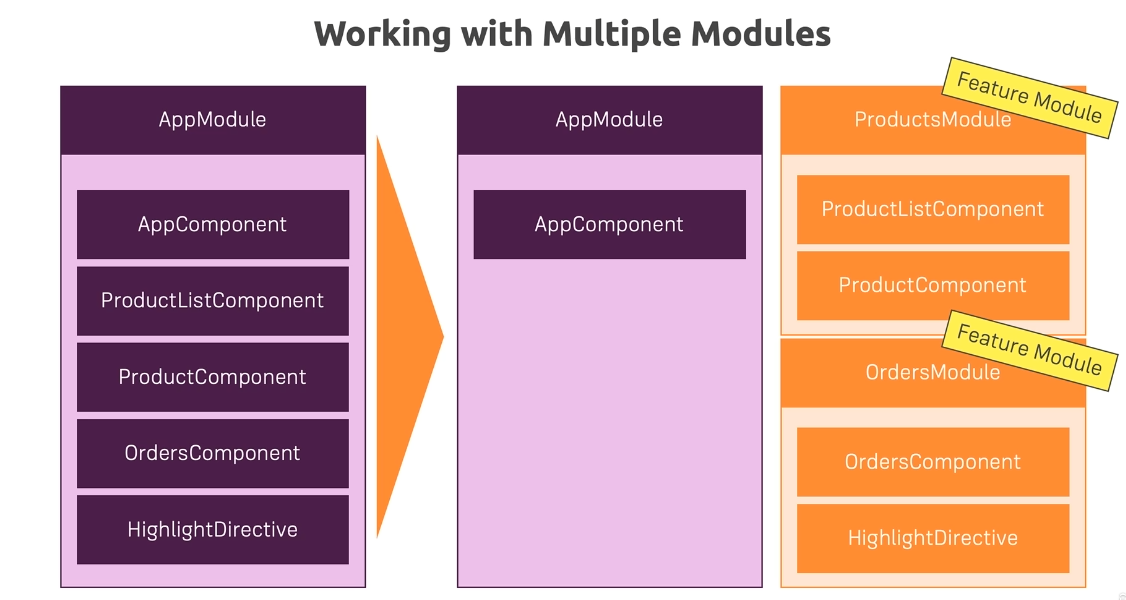 Working with Multiple Modules
AppModule
AppComponent
ProductListComponent
ProductComponent
OrdersComponent
HighlightDirective
AppModule
AppComponent
Feature Module
ProductsModule
ProductListComponent
ProductComponent
Feature Module
OrdersModule
OrdersComponent
HighlightDirective